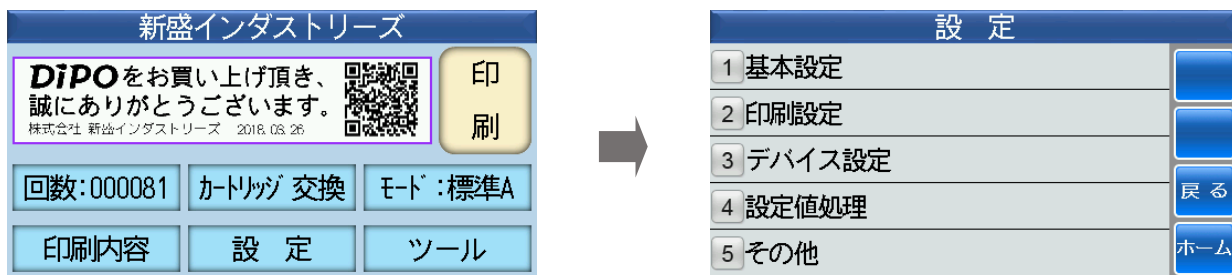 新盛インダストリーズ
DiPOをお買い上げ頂き、
誠にありがとうございます。
株式会社 新盛インダストリーズ 2018.03.26
印刷
回数:000081
ｶｰﾄﾘｯｼﾞ 交換
ﾓｰﾄﾞ:標準A
印刷内容
設 定
ツール
設 定
1 基本設定
2 印刷設定
3 デバイス設定
4 設定値処理
5 その他
戻る
ホーム